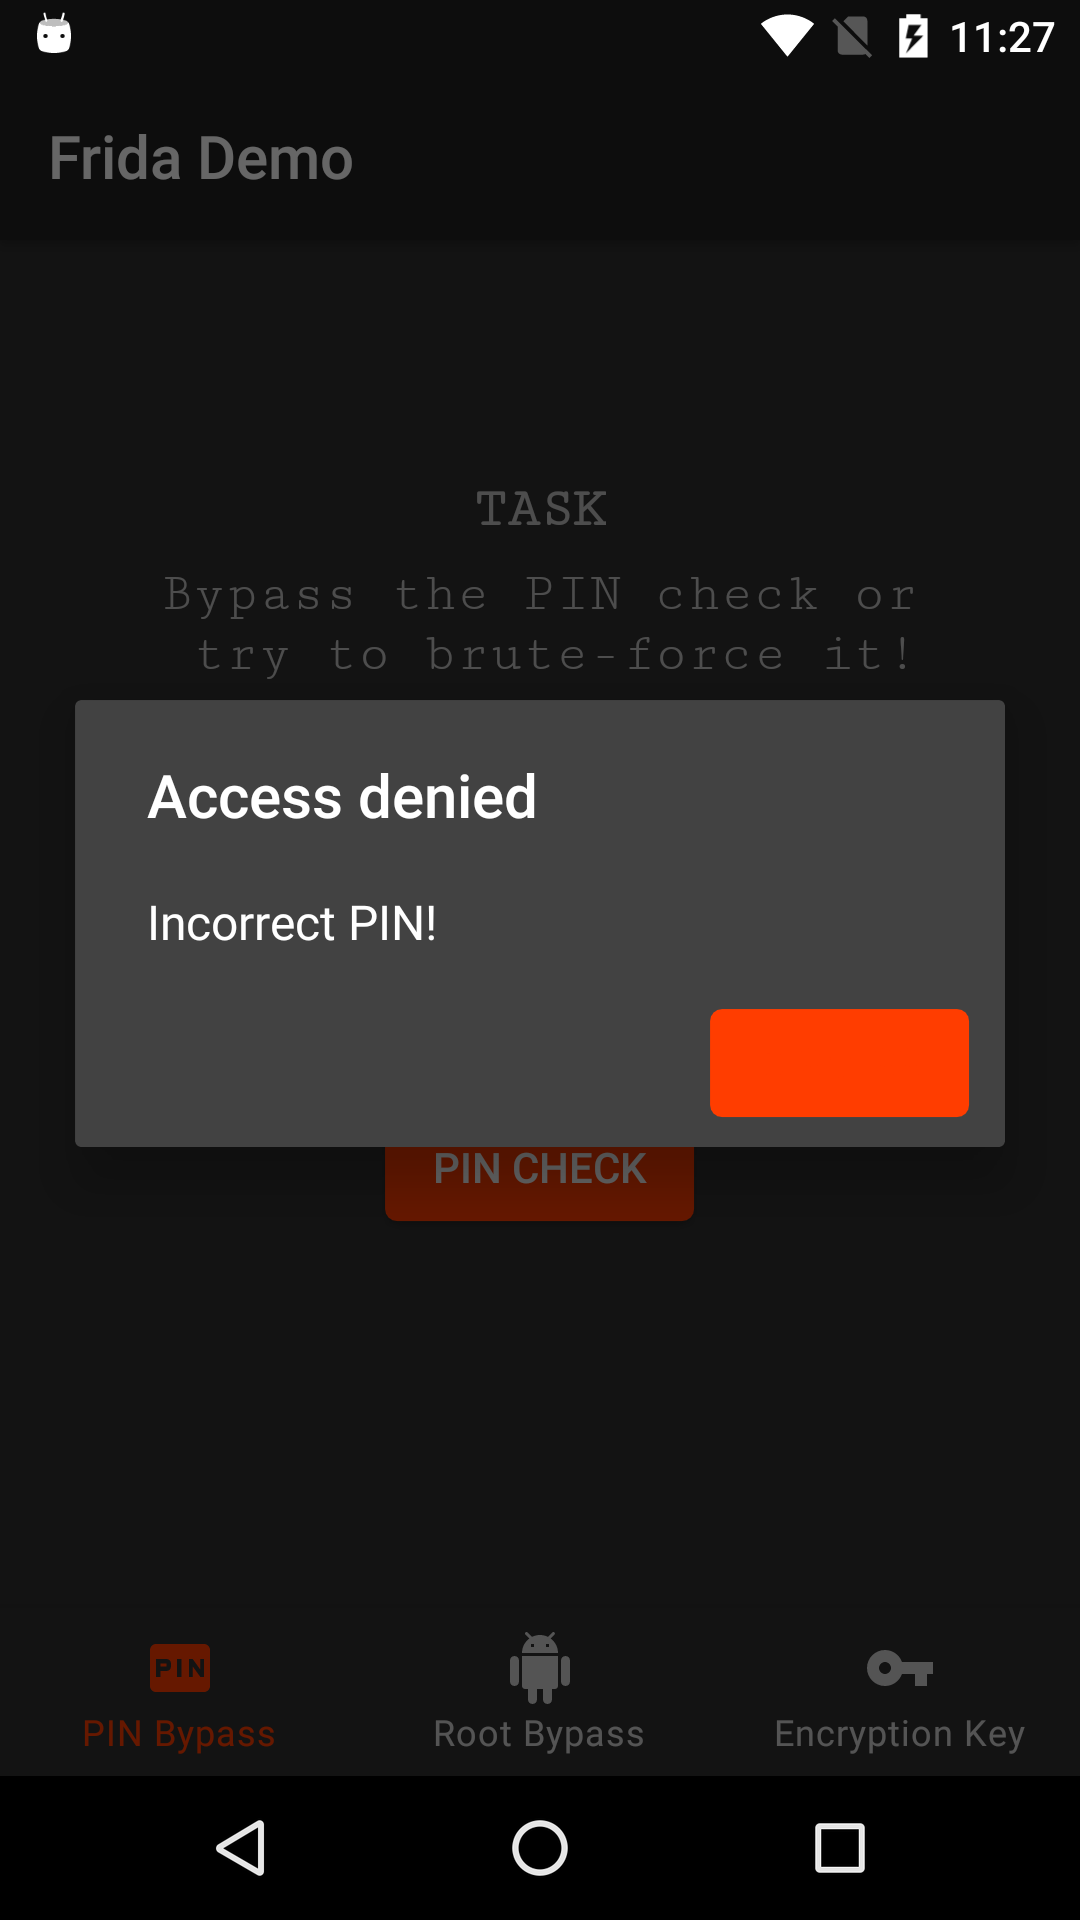 11:27
Frida Demo
TASK
Bypass the PIN check or
try to brute-force it!
Access denied
Incorrect PIN!
PIN CHECK
PIN
PIN Bypass
Root Bypass
Encryption Key